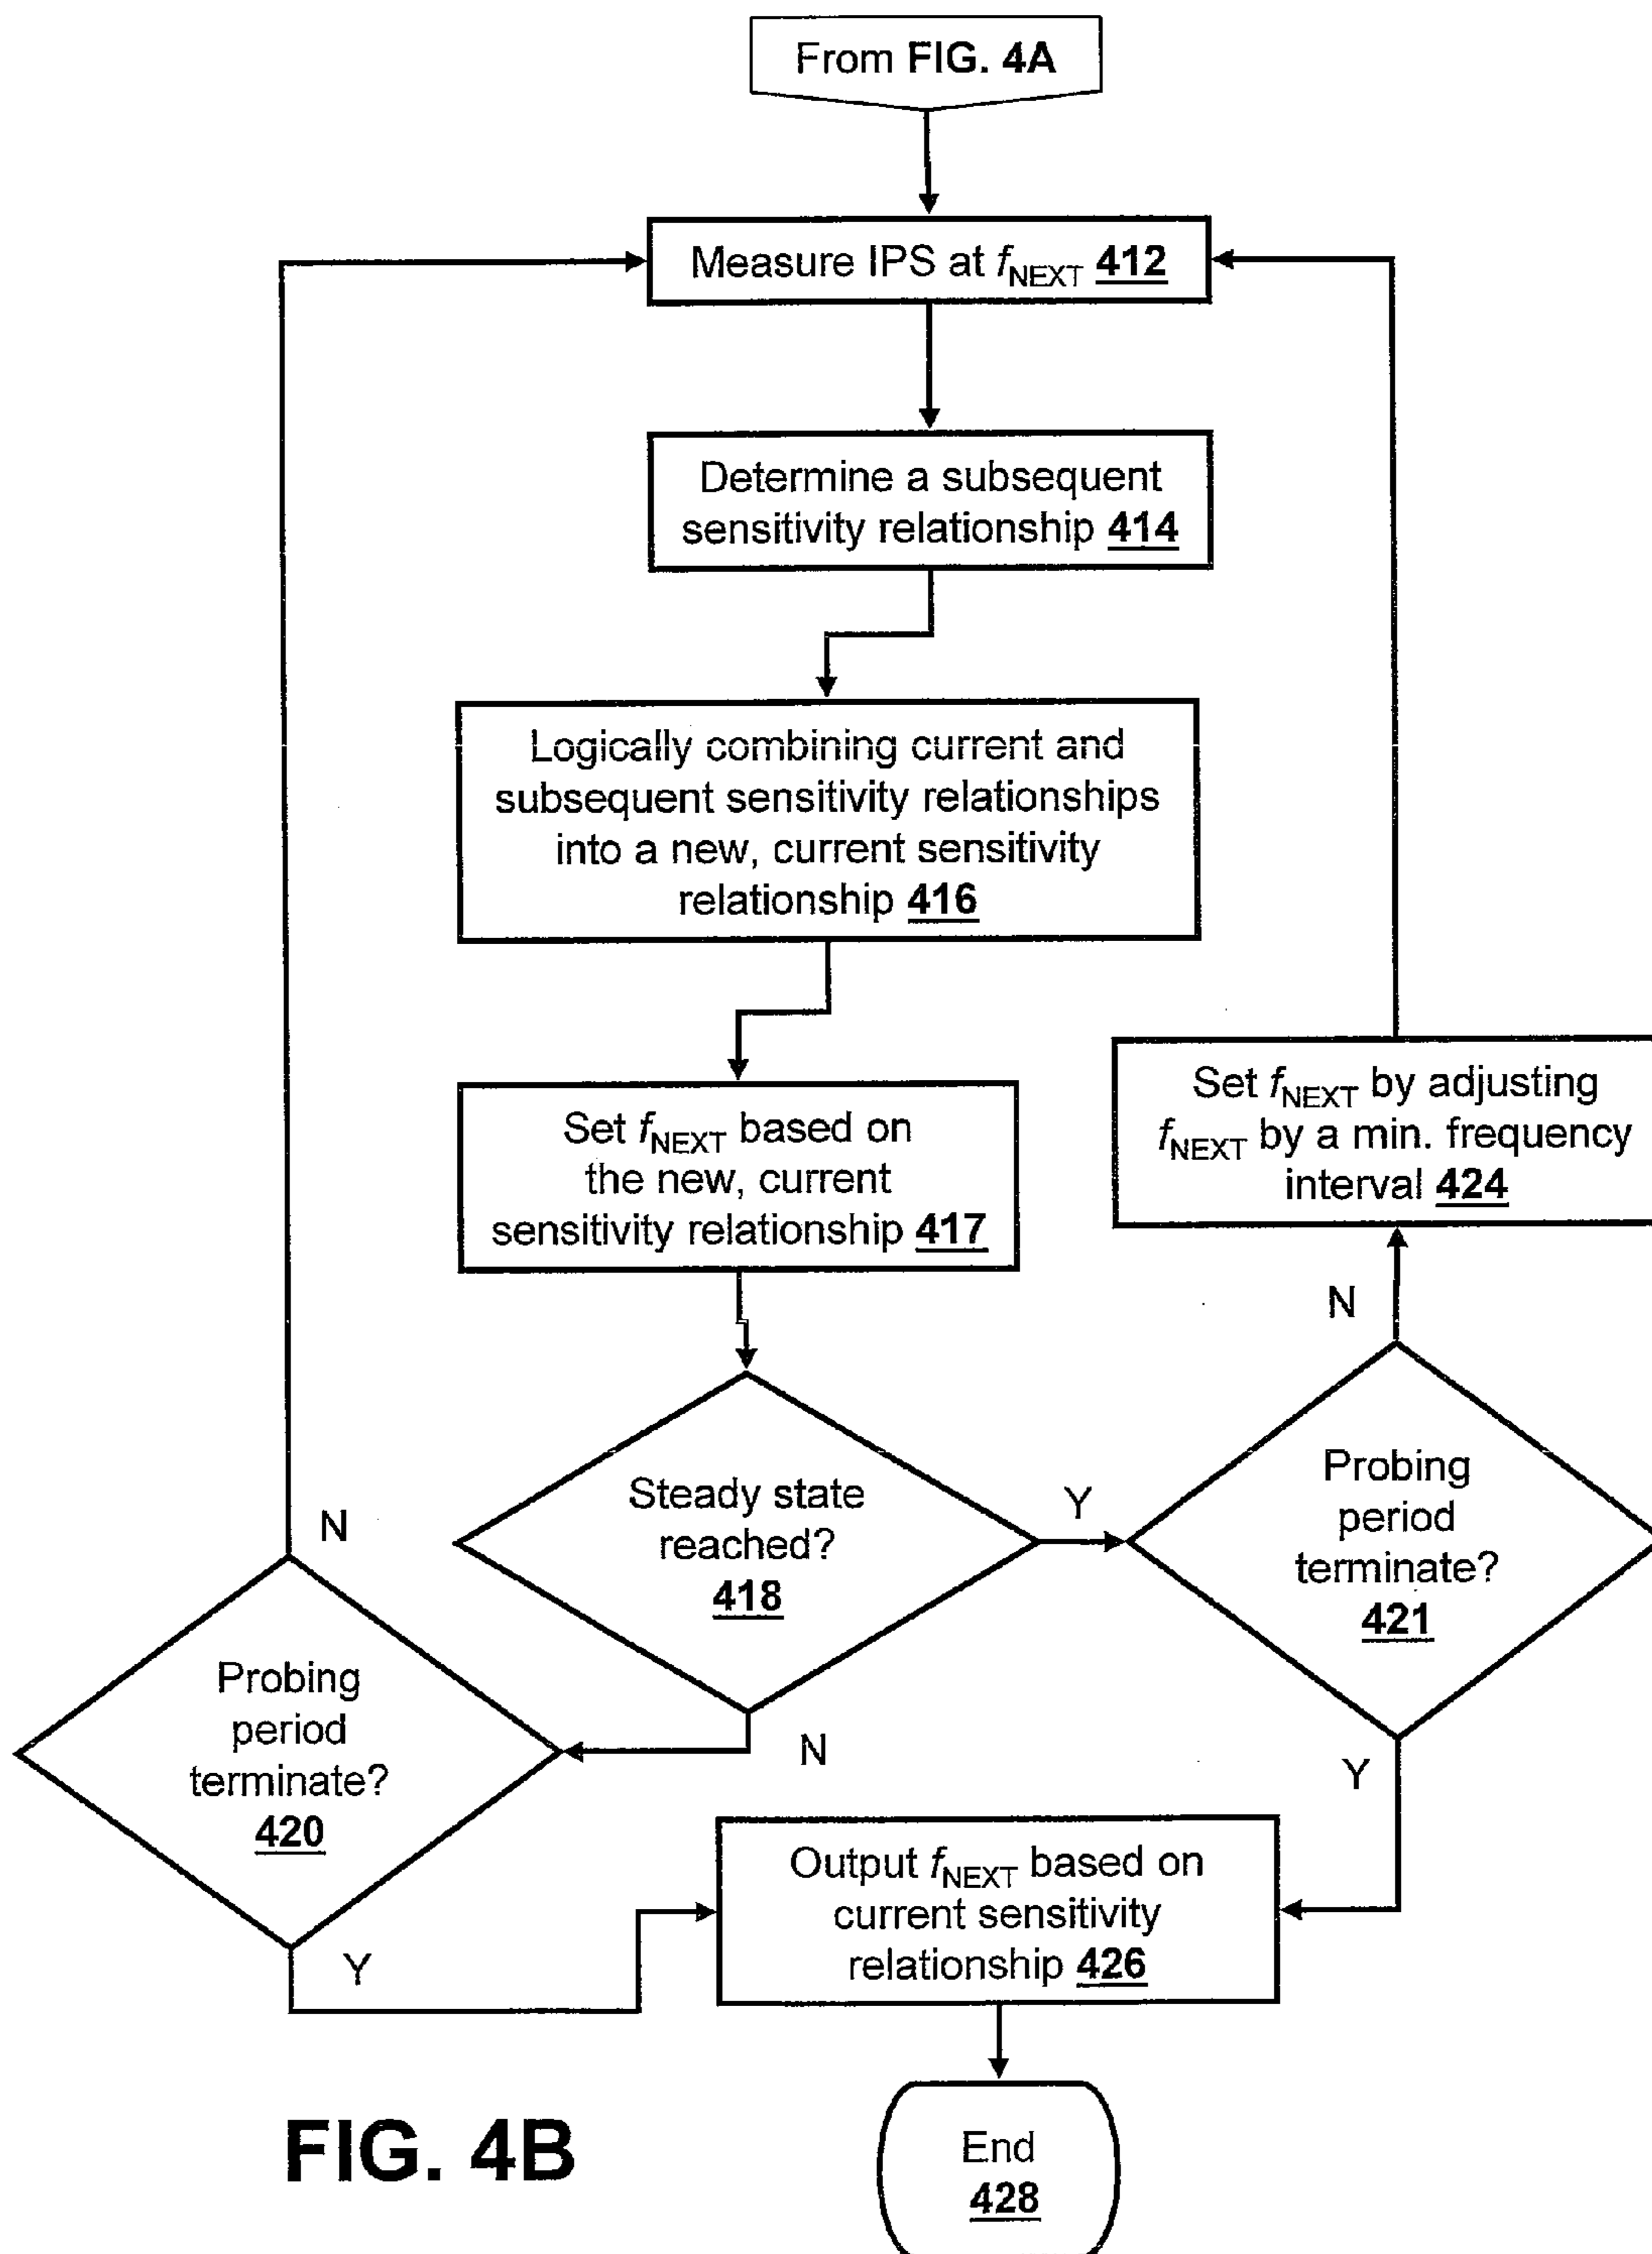 From FIG. 4A
Measure IPS at fNEXT 412
Determine a subsequent
sensitivity relationship 414
Logically combining current and
subsequent sensitivity relationships
into a new, current sensitivity
relationship 416
Set fNEXT based on
the new, current
sensitivity relationship 417
Set fNEXT by adjusting
fNEXT by a min. frequency
interval 424
N
Steady state
reached?
418
Y
Probing
period
terminate?
421
N
Probing
period
terminate?
420
N
Y
Y
Output fNEXT based on
current sensitivity
relationship 426
End
428
FIG. 4B